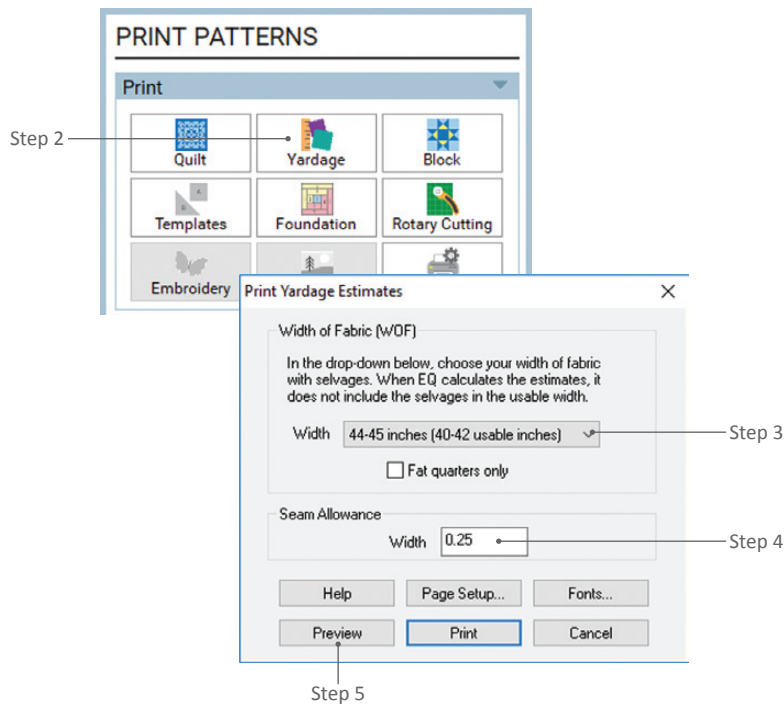 PRINT PATTERNS
Print
Step 2
Quilt
Yardage
Block
Templates
Foundation
Rotary Cutting
Embroidery
Print Yardage Estimates
Width of Fabric (WOF)
In the drop-down below, choose your width of fabric
with selvages. When EQ calculates the estimates, it
does not include the selvages in the usable width.
Width 44-45 inches (40-42 usable inches)
Step 3
Fat quarters only
Seam Allowance
Width 0.25
Step 4
Help Page Setup... Fonts...
Preview Print Cancel
Step 5